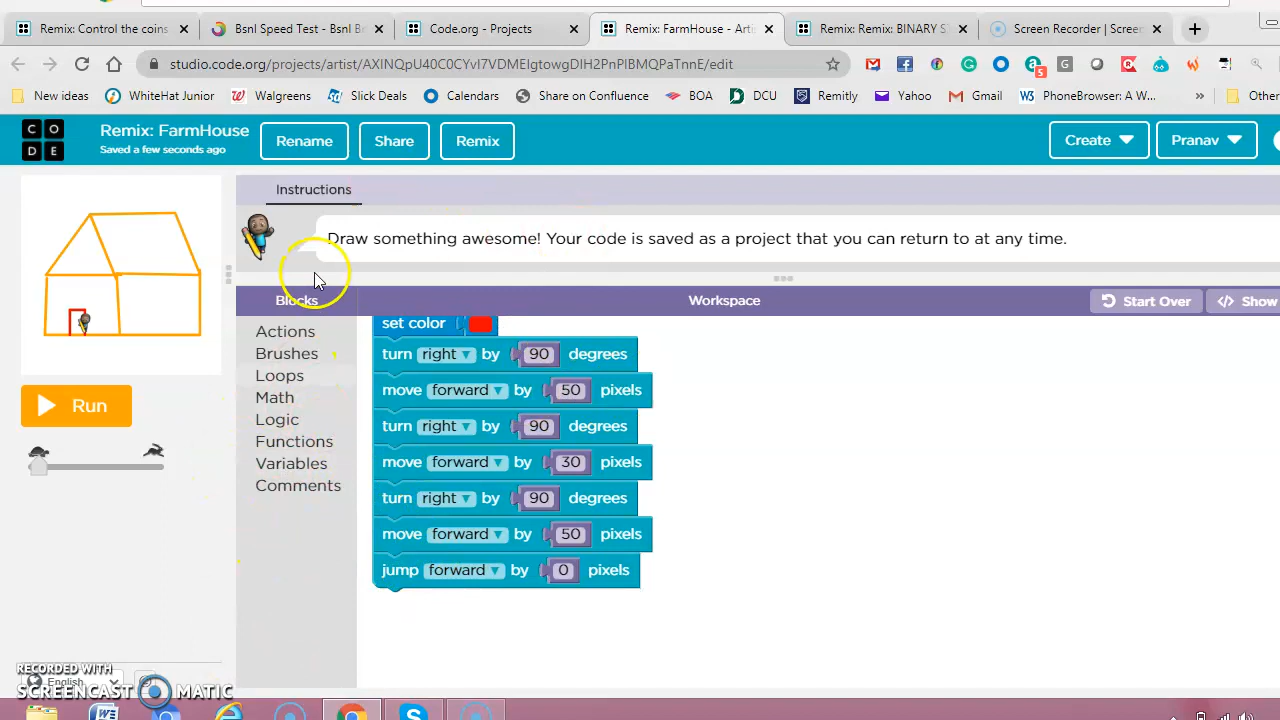 Remix: Control the coins
Bsnl Speed Test - Bsnl B
Code.org - Projects
Remix: FarmHouse - Arti
Remix: Remix: BINARY S
Screen Recorder | Screenc
studio.code.org/projects/artist/AXINQpU40C0CYvI7VDMEIgtowgDIH2PnPIBMQPaTnnE/edit
New ideas
WhiteHat Junior
Walgreens
Slick Deals
Calendars
Share on Confluence
BOA
DCU
Remitly
Yahoo
Gmail
PhoneBrowser: A W...
Other
C O
D E
Remix: FarmHouse
Saved a few seconds ago
Rename
Share
Remix
Create
Pranav
Instructions
Draw something awesome! Your code is saved as a project that you can return to at any time.
Blocks
Workspace
Start Over
Show
Actions
Brushes
Loops
Math
Logic
Functions
Variables
Comments
set color
turn right by 90 degrees
move forward by 50 pixels
turn right by 90 degrees
move forward by 30 pixels
turn right by 90 degrees
move forward by 50 pixels
jump forward by 0 pixels
Run
RECORDED WITH
English
SCREENCAST MATIC